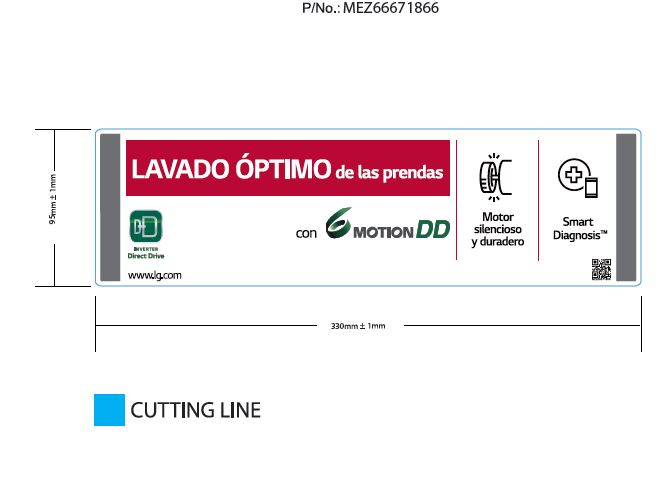 P/No.: MEZ66671866
LAVADO ÓPTIMO de las prendas
con 6 MOTION DD
INVERTER
Direct Drive
www.lg.com
Motor
silencioso
y duradero
Smart
Diagnosis™
95mm ± 1mm
330mm ± 1mm
CUTTING LINE